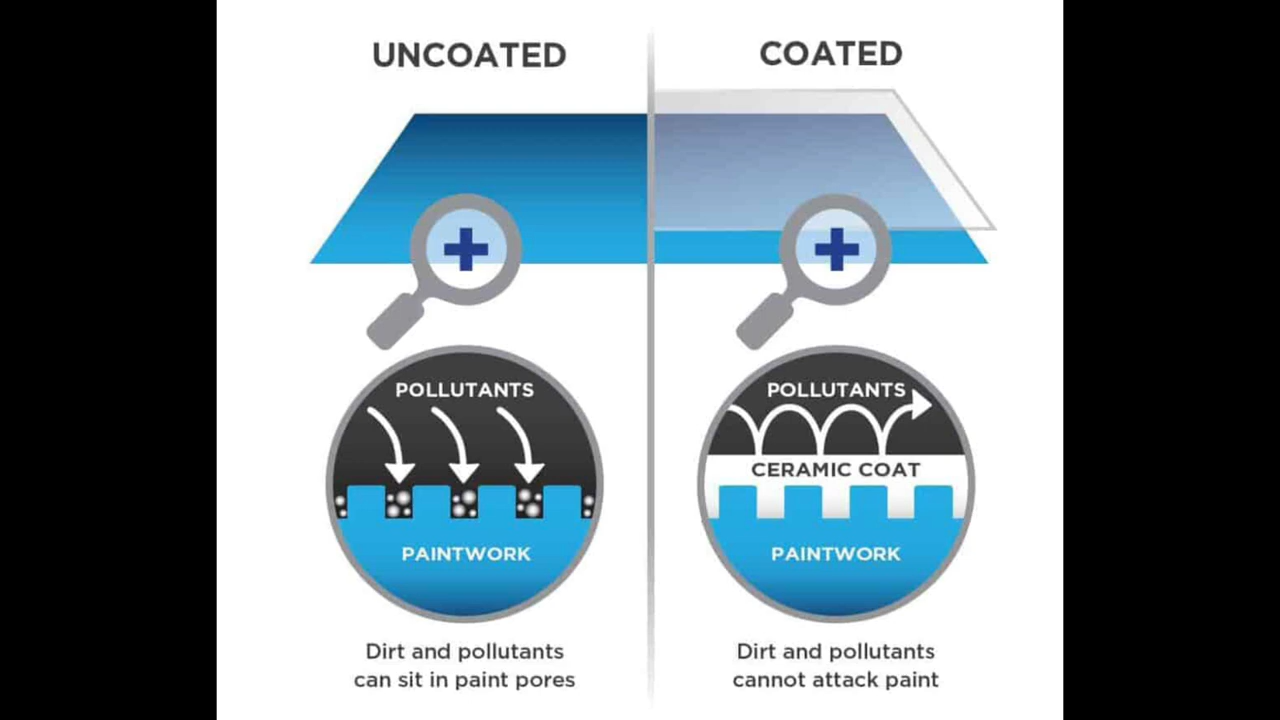 UNCOATED
POLLUTANTS
PAINTWORK
Dirt and pollutants
can sit in paint pores
COATED
POLLUTANTS
CERAMIC COAT
PAINTWORK
Dirt and pollutants
cannot attack paint